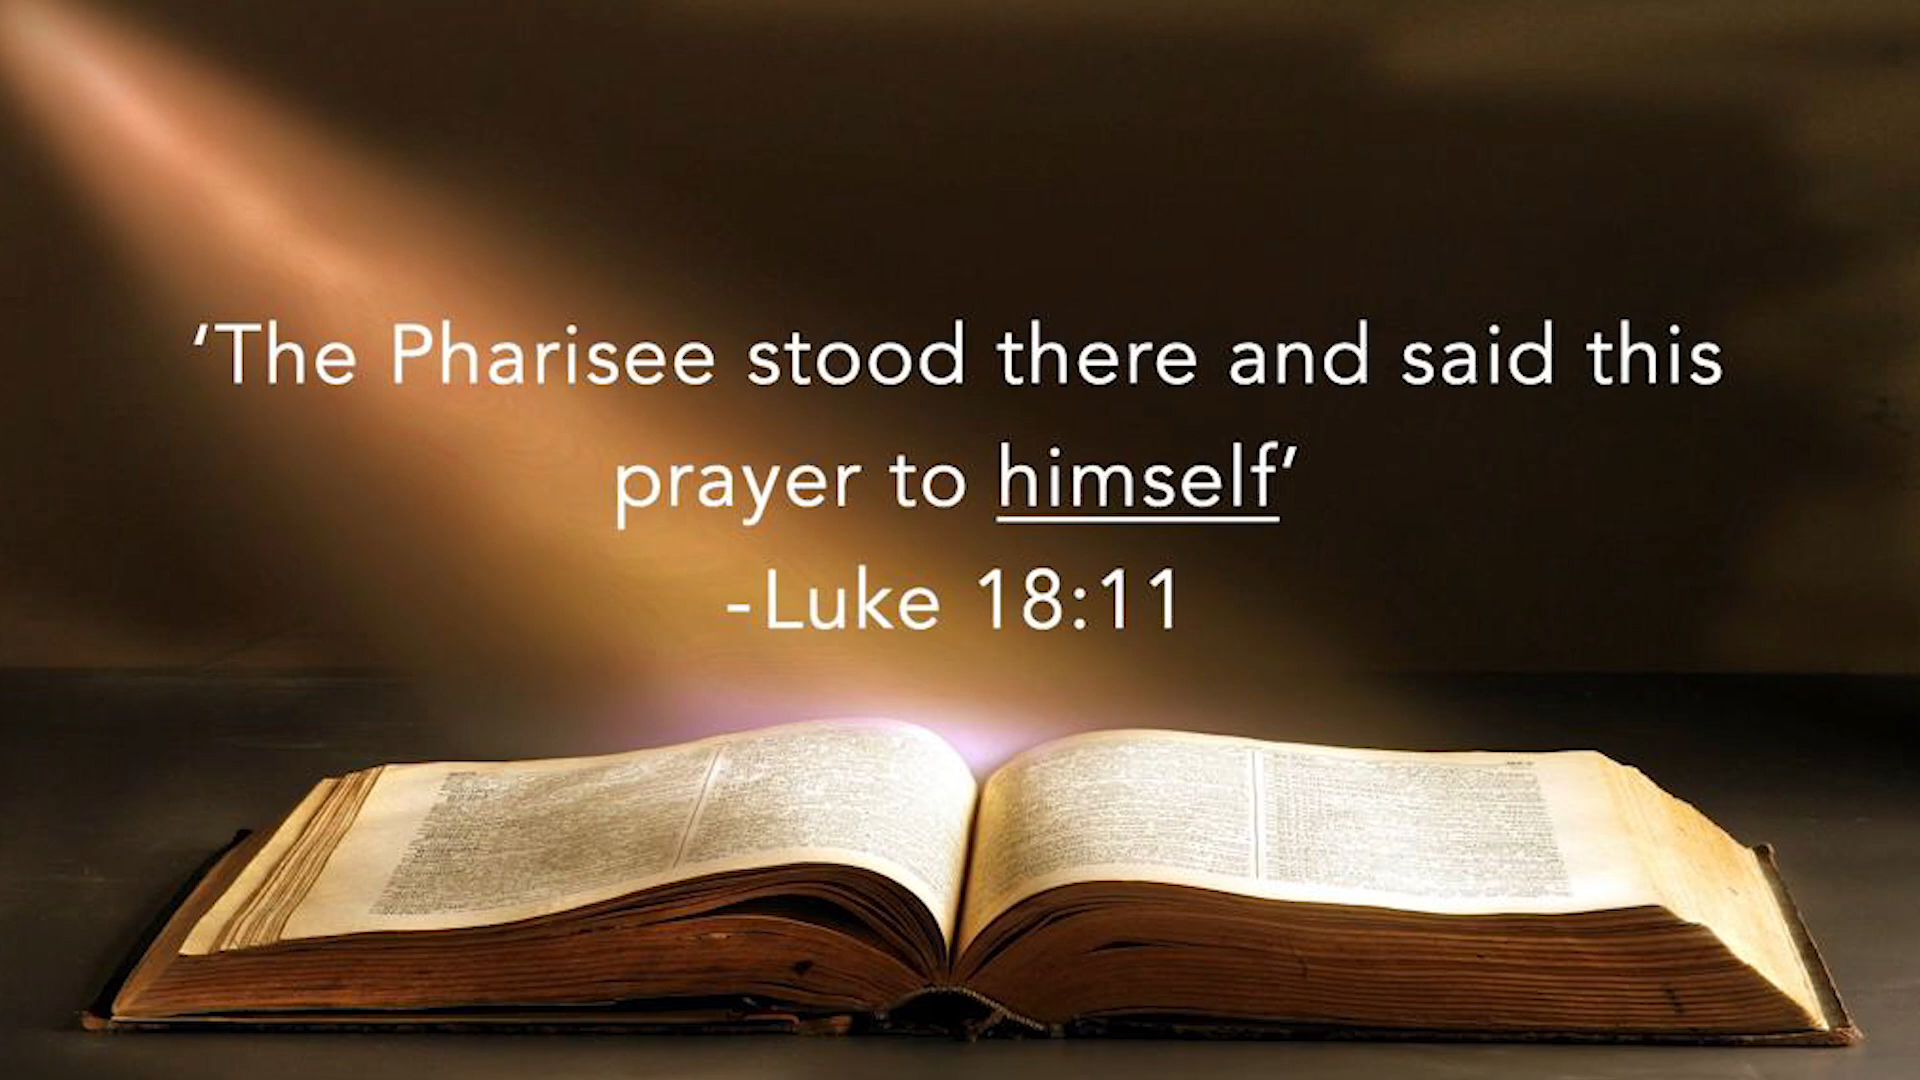 ‘The Pharisee stood there and said this
prayer to himself’
-Luke 18:11